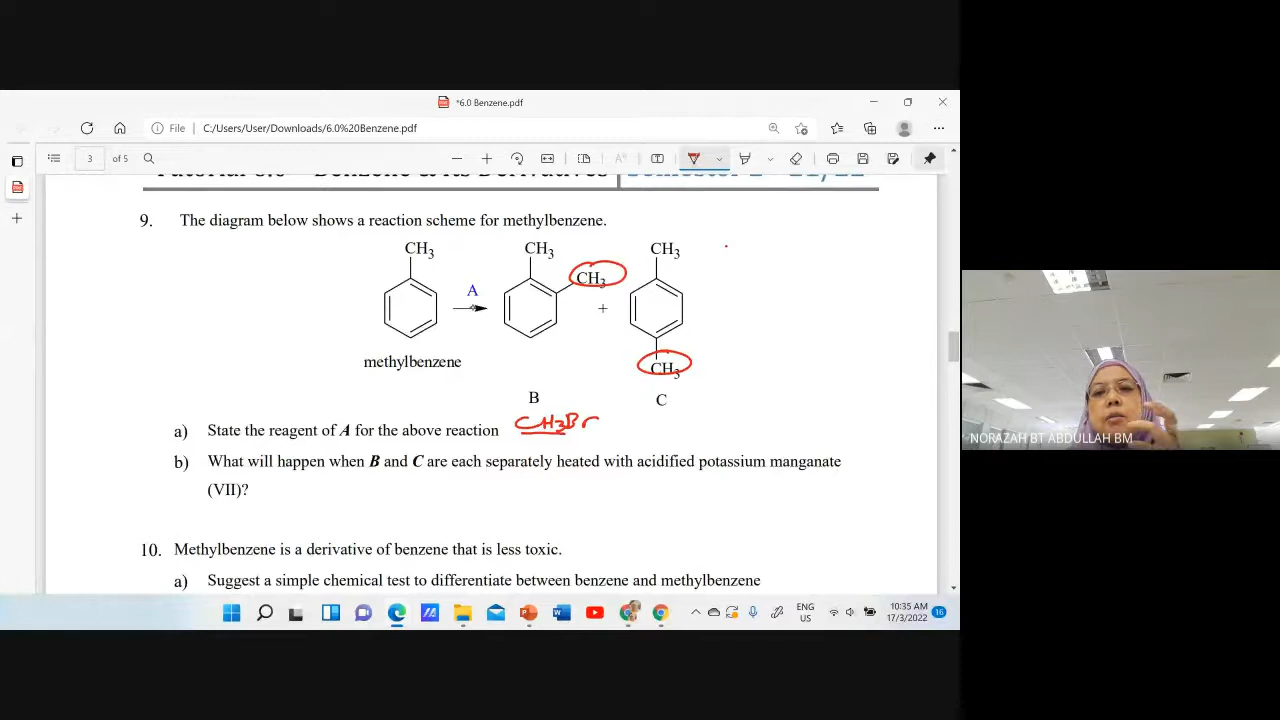 *6.0 Benzene.pdf
File C:/Users/User/Downloads/6.0%20Benzene.pdf
3 of 5
9. The diagram below shows a reaction scheme for methylbenzene.
CH3 CH3 CH3
A CH3
+
methylbenzene CH3
B C
a) State the reagent of A for the above reaction CH3Br
b) What will happen when B and C are each separately heated with acidified potassium manganate
(VII)?
10. Methylbenzene is a derivative of benzene that is less toxic.
a) Suggest a simple chemical test to differentiate between benzene and methylbenzene
NORAZAH BT ABDULLAH BM
ENG
US
10:35 AM
17/3/2022
16